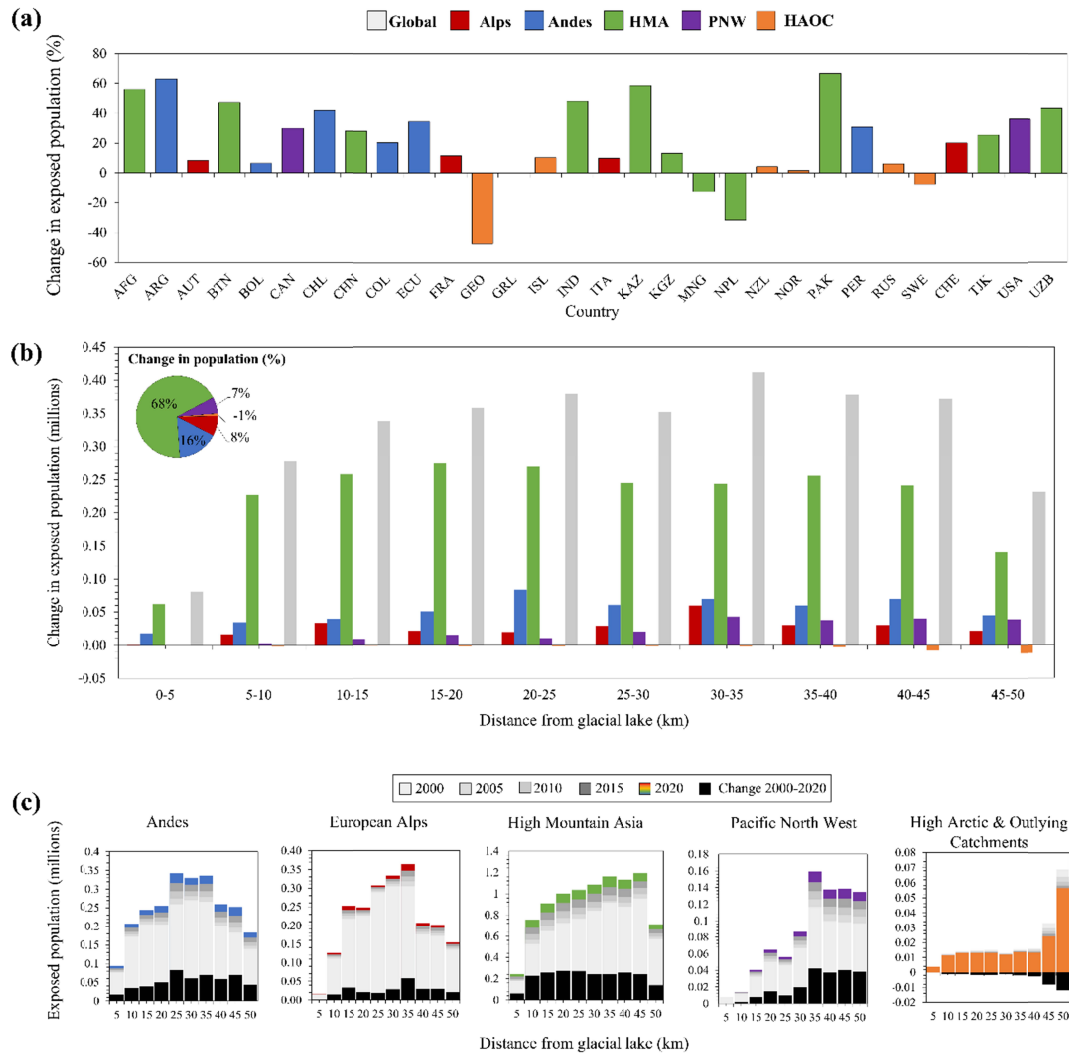 (a)
Global Alps Andes HMA PNW HAOC
Change in exposed population (%)
80
60
40
20
0
-20
-40
-60
AFG ARG AUT BTN BOL CAN CHL CHN COL ECU FRA GEO GRL ISL IND ITA KAZ KGZ MNG NPL NZL NOR PAK PER RUS SWE CHE TJK USA UZB
Country
(b)
Change in exposed population (millions)
0.45
0.40
0.35
0.30
0.25
0.20
0.15
0.10
0.05
0.00
-0.05
Change in population (%)
68%
7%
-1%
8%
16%
0-5 5-10 10-15 15-20 20-25 25-30 30-35 35-40 40-45 45-50
Distance from glacial lake (km)
(c)
2000 2005 2010 2015 2020 Change 2000-2020
Exposed population (millions)
Andes
0.4
0.35
0.3
0.25
0.2
0.15
0.1
0.05
0
5 10 15 20 25 30 35 40 45 50
European Alps
0.40
0.35
0.30
0.25
0.20
0.15
0.10
0.05
0.00
5 10 15 20 25 30 35 40 45 50
High Mountain Asia
1.4
1.2
1
0.8
0.6
0.4
0.2
0
5 10 15 20 25 30 35 40 45 50
Pacific North West
0.18
0.16
0.14
0.12
0.1
0.08
0.06
0.04
0.02
0
5 10 15 20 25 30 35 40 45 50
High Arctic & Outlying
Catchments
0.08
0.07
0.06
0.05
0.04
0.03
0.02
0.01
0
-0.01
-0.02
5 10 15 20 25 30 35 40 45 50
Distance from glacial lake (km)